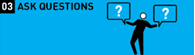 03 ASK QUESTIONS
? ?